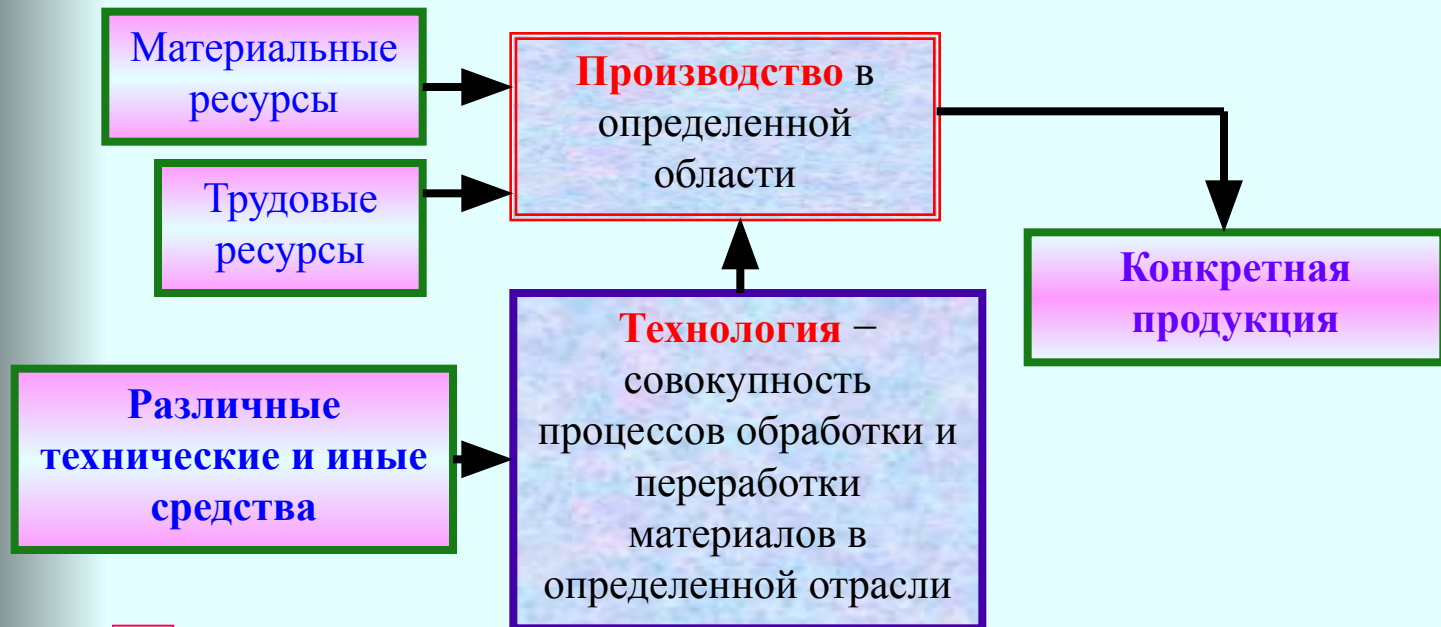 Материальные
ресурсы
Производство в
определенной
области
Трудовые
ресурсы
Конкретная
продукция
Технология −
совокупность
процессов обработки и
переработки
материалов в
определенной отрасли
Различные
технические и иные
средства